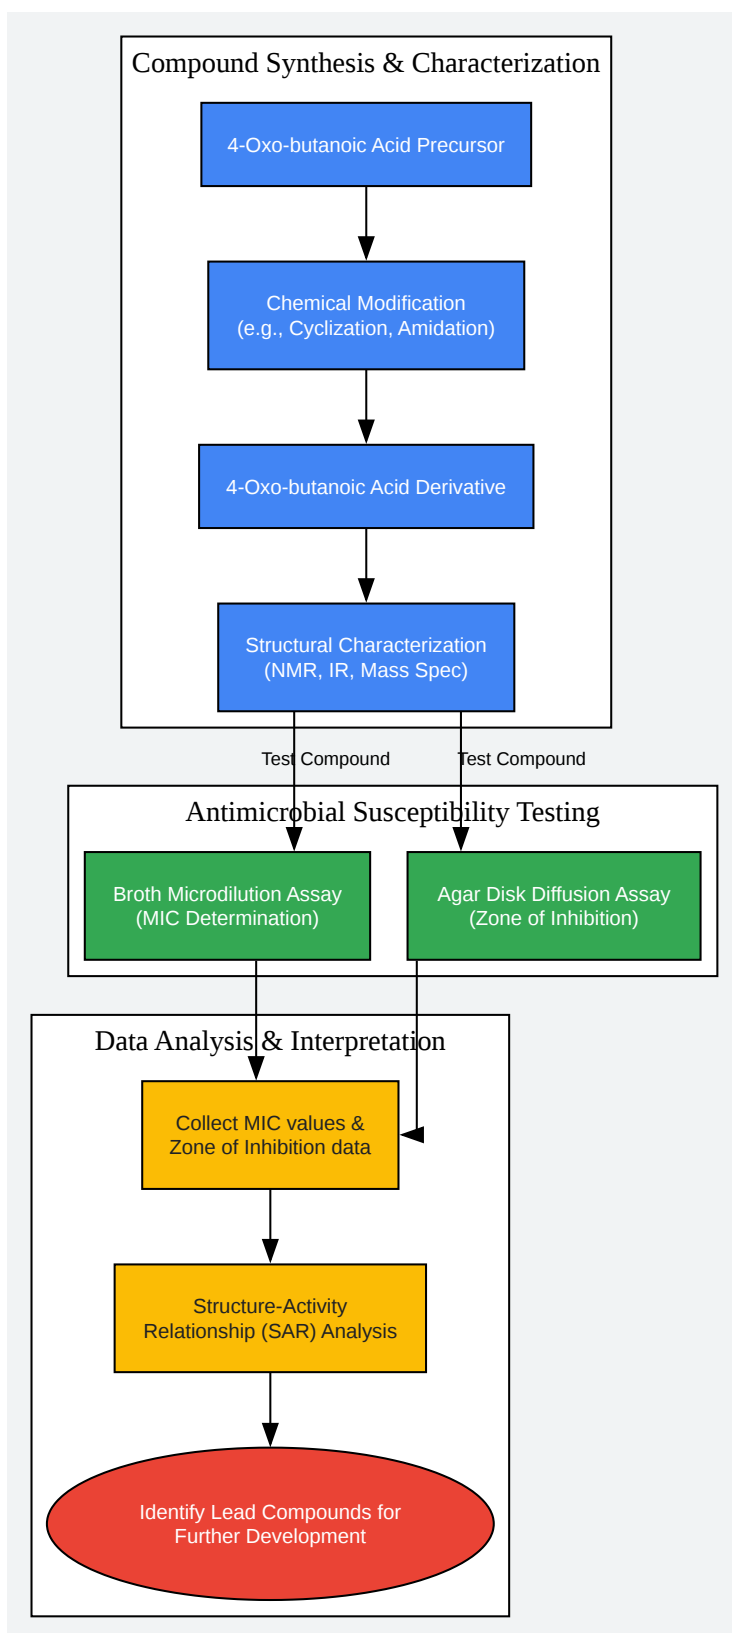 Compound Synthesis & Characterization
4-Oxo-butanoic Acid Precursor
Chemical Modification
(e.g., Cyclization, Amidation)
4-Oxo-butanoic Acid Derivative
Structural Characterization
(NMR, IR, Mass Spec)
Test Compound
Test Compound
Antimicrobial Susceptibility Testing
Broth Microdilution Assay
(MIC Determination)
Agar Disk Diffusion Assay
(Zone of Inhibition)
Data Analysis & Interpretation
Collect MIC values &
Zone of Inhibition data
Structure-Activity
Relationship (SAR) Analysis
Identify Lead Compounds for
Further Development